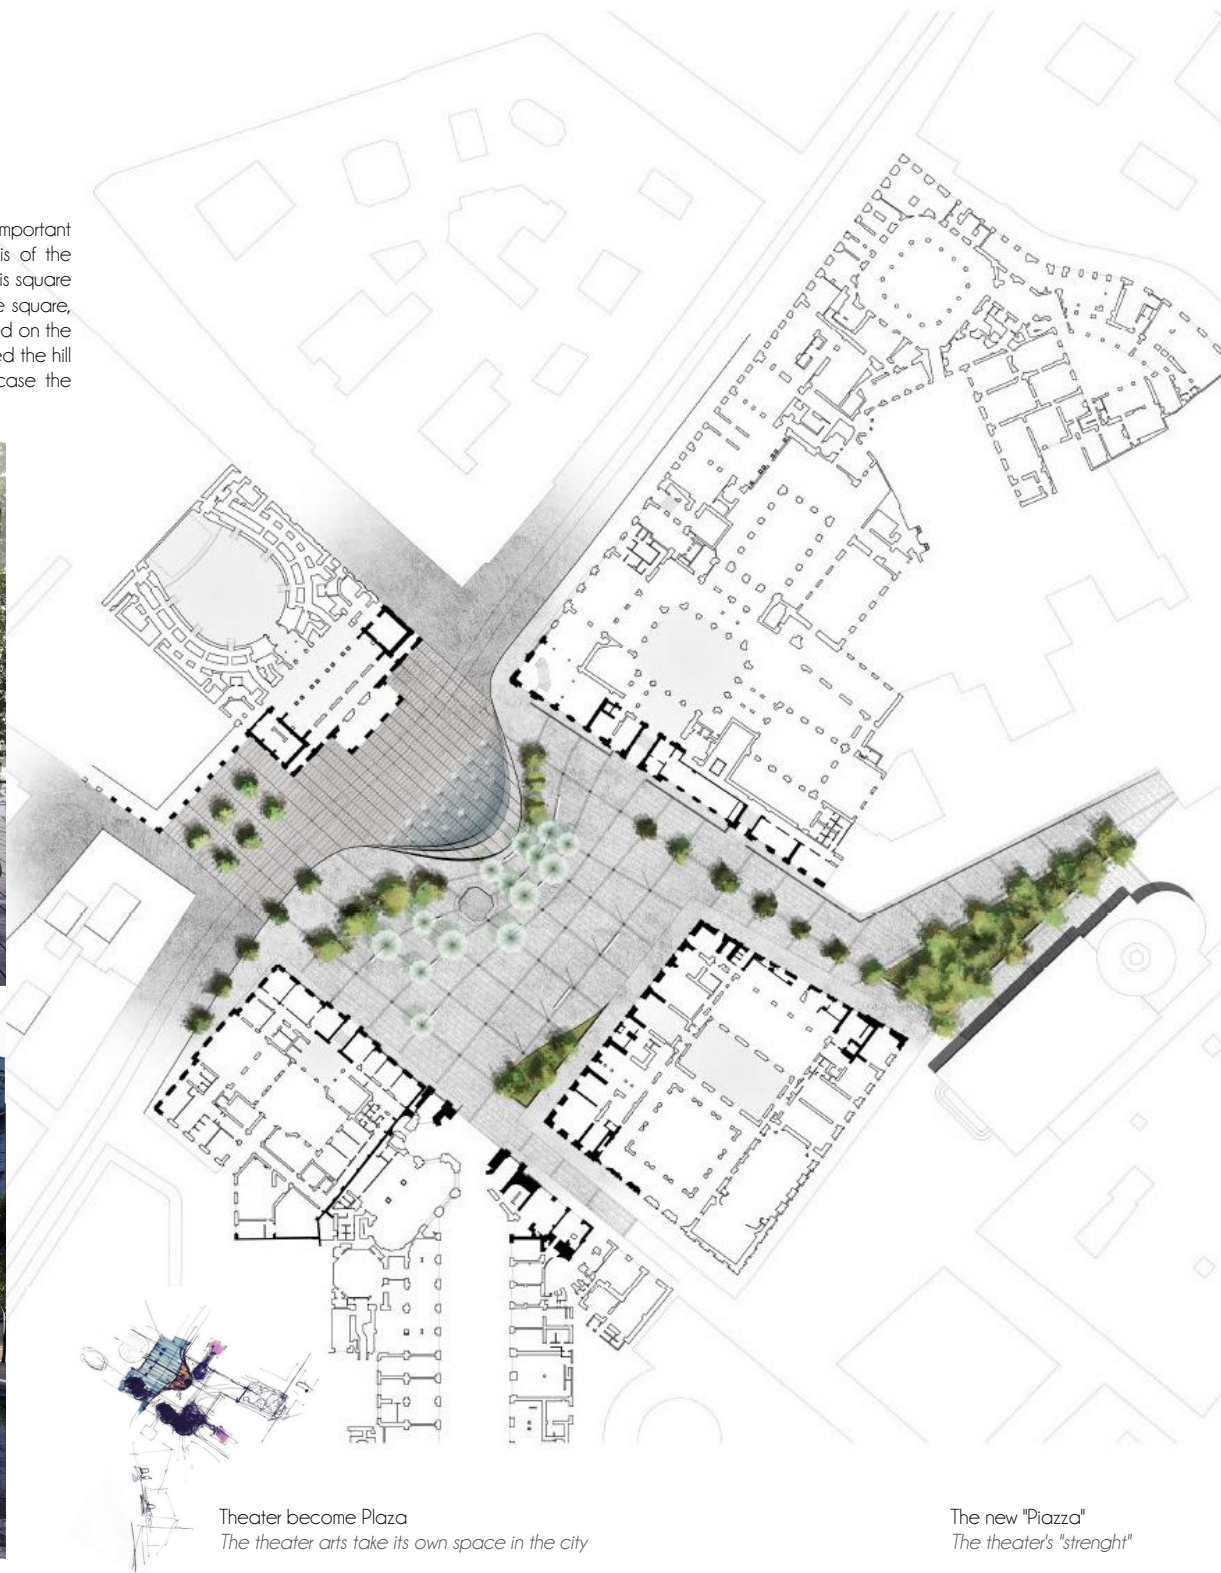 mportant
is of the
is square
e square,
d on the
ed the hill
case the
Theater become Plaza
The theater arts take its own space in the city
The new "Piazza"
The theater's "strenght"